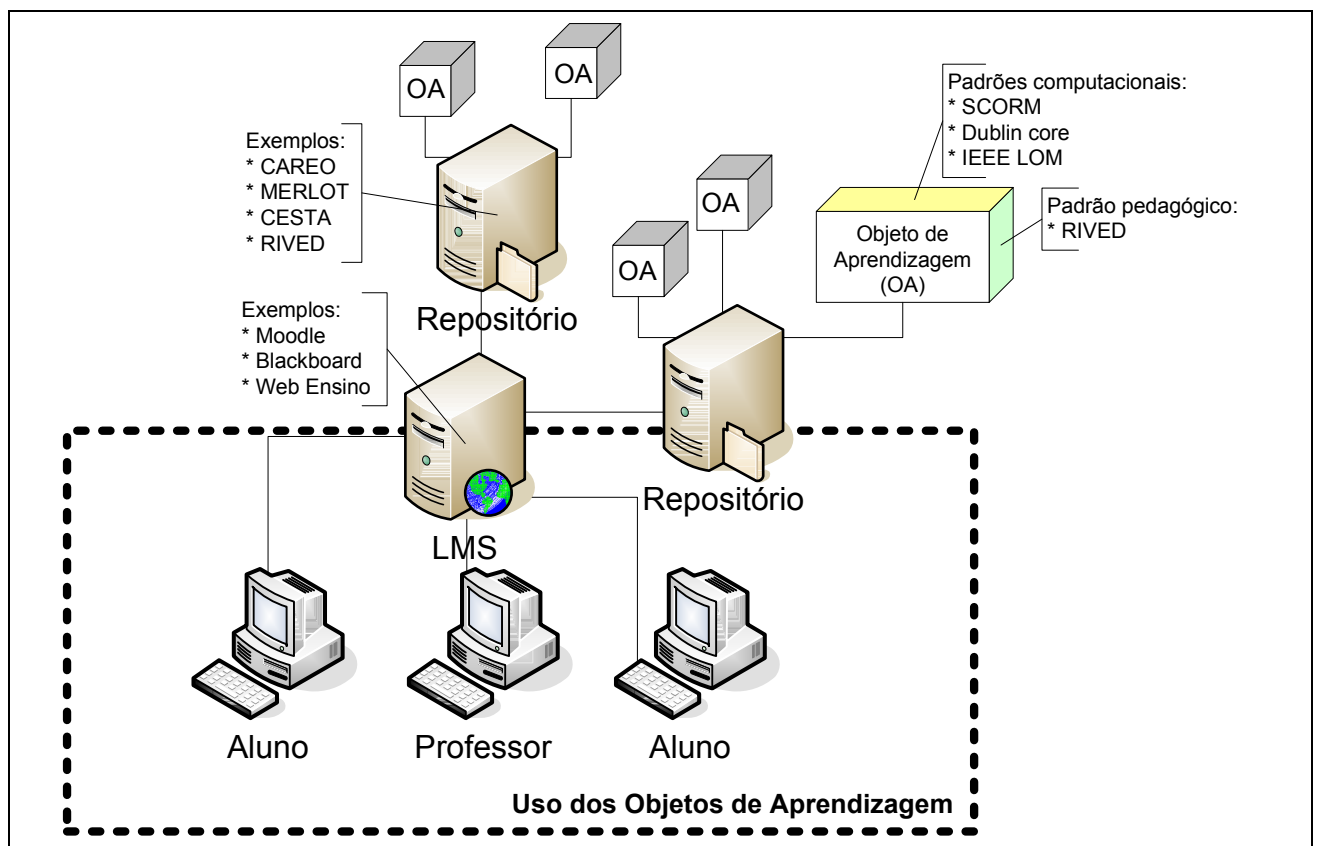 OA
OA
Exemplos:
* CAREO
* MERLOT
* CESTA
* RIVED
Padrões computacionais:
* SCORM
* Dublin core
* IEEE LOM
OA
OA
Padrão pedagógico:
* RIVED
Objeto de
Aprendizagem
(OA)
Repositório
Exemplos:
* Moodle
* Blackboard
* Web Ensino
Repositório
LMS
Aluno
Professor
Aluno
Uso dos Objetos de Aprendizagem